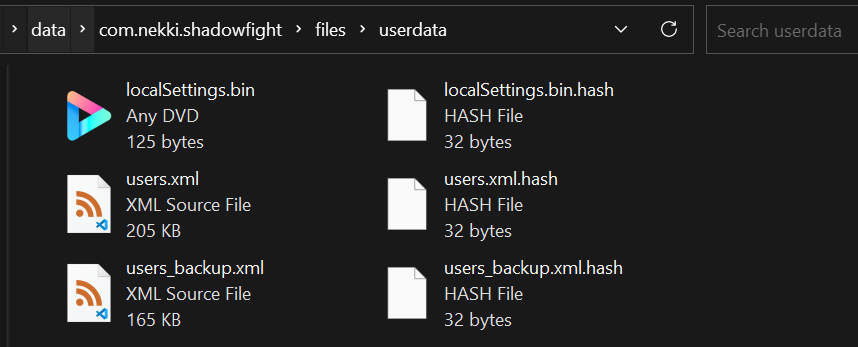 data > com.nekki.shadowfight > files > userdata
Search userdata
localSettings.bin
Any DVD
125 bytes
localSettings.bin.hash
HASH File
32 bytes
users.xml
XML Source File
205 KB
users.xml.hash
HASH File
32 bytes
users_backup.xml
XML Source File
165 KB
users_backup.xml.hash
HASH File
32 bytes